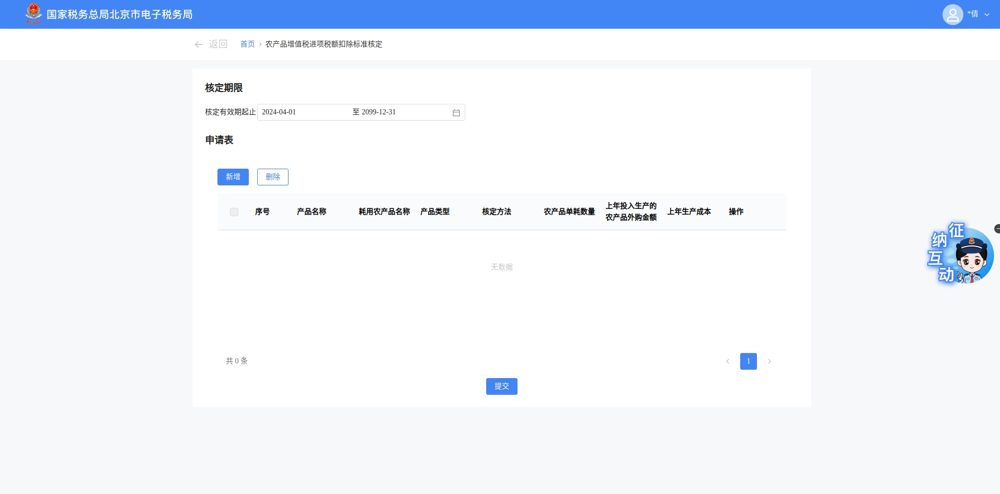 国家税务总局北京市电子税务局
*倩
返回
首页 > 农产品增值税进项税额扣除标准核定
核定期限
核定有效期起止 2024-04-01 至 2099-12-31
申请表
新增 删除
序号 产品名称 耗用农产品名称 产品类型 核定方法 农产品单耗数量 上年投入生产的农产品外购金额 上年生产成本 操作
无数据
征纳互动
共 0 条
1
提交